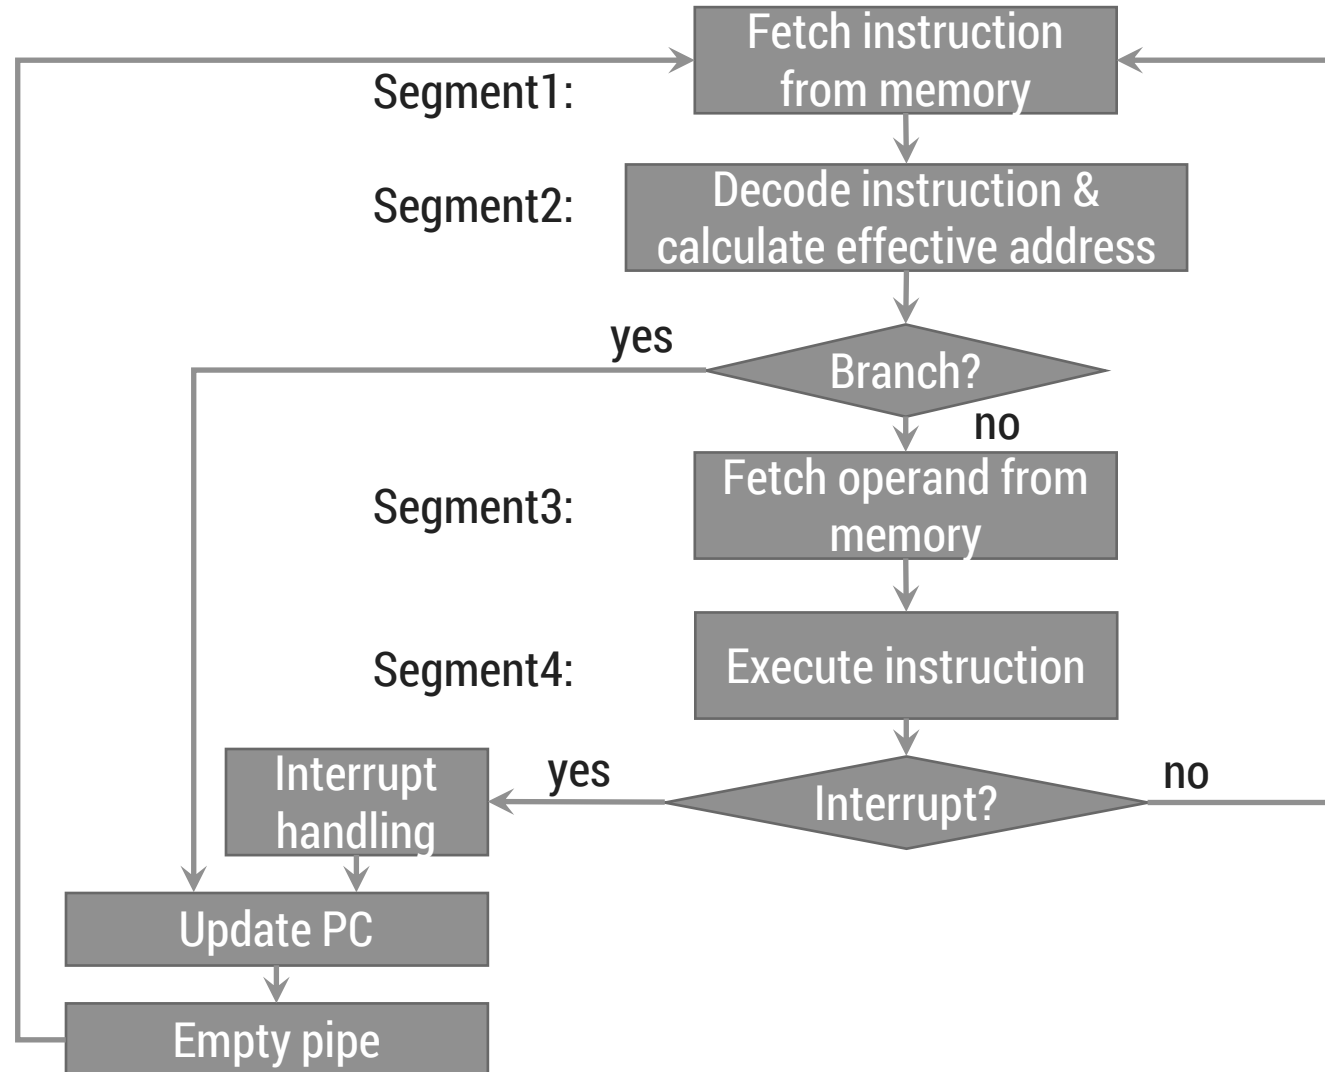 Fetch instruction
from memory
Segment1:
Decode instruction &
calculate effective address
Segment2:
yes
Branch?
no
Fetch operand from
memory
Segment3:
Execute instruction
Segment4:
Interrupt
handling
yes
Interrupt?
no
Update PC
Empty pipe